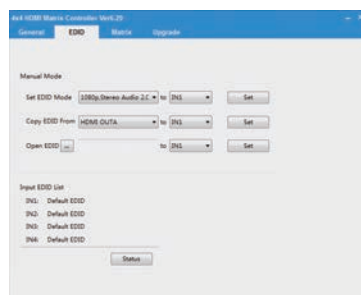 4x4 HDMI Matrix Controller Ver6.20
General EDID Matrix Upgrade
Manual Mode
Set EDID Mode 1080p,Stereo Audio 2.C to IN1 Set
Copy EDID From HDMI OUTA to IN1 Set
Open EDID ... to IN1 Set
Input EDID List
IN1: Default EDID
IN2: Default EDID
IN3: Default EDID
IN4: Default EDID
Status